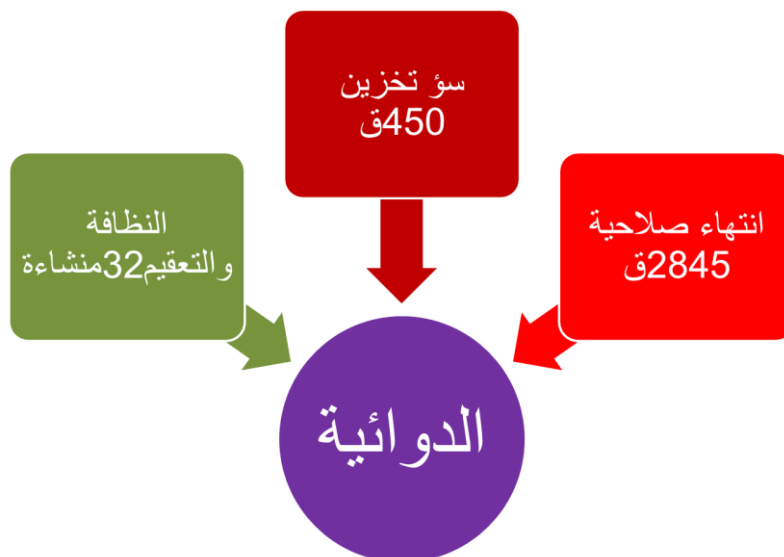 سؤ تخزين
450ق
انتهاء صلاحية
2845ق
النظافة
والتعقيم32منشاءة
الدوائية